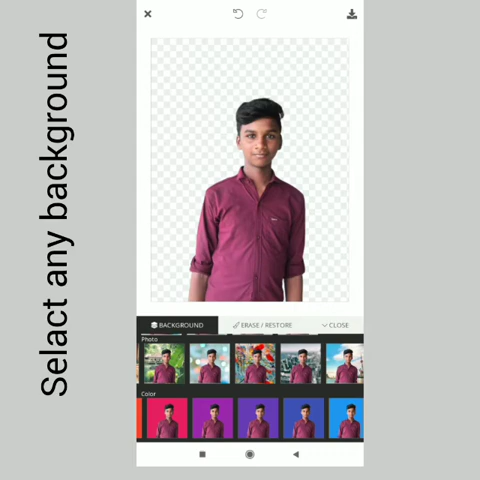 Selact any background
BACKGROUND
ERASE / RESTORE
CLOSE
Photo
Color